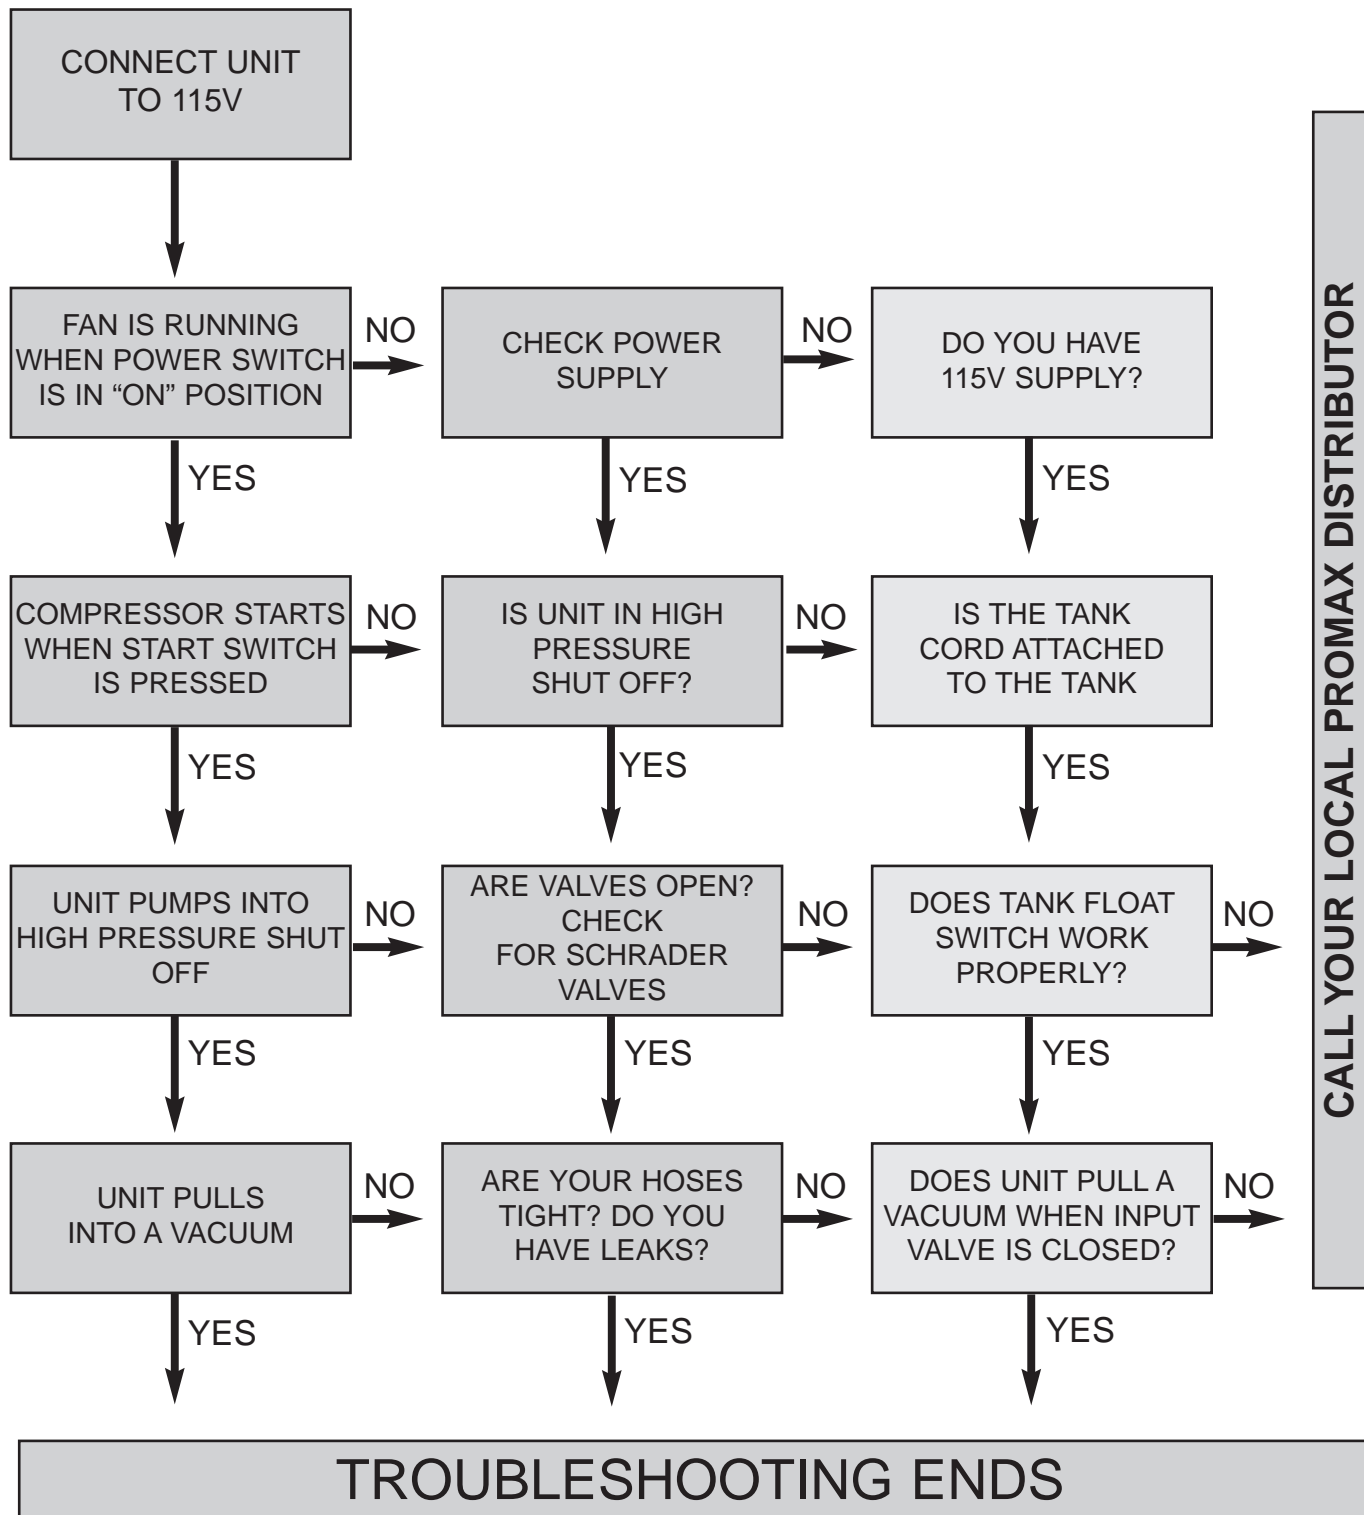 CONNECT UNIT
TO 115V
FAN IS RUNNING
WHEN POWER SWITCH
IS IN “ON” POSITION
NO
CHECK POWER
SUPPLY
NO
DO YOU HAVE
115V SUPPLY?
YES
YES
YES
COMPRESSOR STARTS
WHEN START SWITCH
IS PRESSED
NO
IS UNIT IN HIGH
PRESSURE
SHUT OFF?
NO
IS THE TANK
CORD ATTACHED
TO THE TANK
YES
YES
YES
UNIT PUMPS INTO
HIGH PRESSURE SHUT
OFF
NO
ARE VALVES OPEN?
CHECK
FOR SCHRADER
VALVES
NO
DOES TANK FLOAT
SWITCH WORK
PROPERLY?
NO
YES
YES
YES
UNIT PULLS
INTO A VACUUM
NO
ARE YOUR HOSES
TIGHT? DO YOU
HAVE LEAKS?
NO
DOES UNIT PULL A
VACUUM WHEN INPUT
VALVE IS CLOSED?
NO
YES
YES
YES
CALL YOUR LOCAL PROMAX DISTRIBUTOR
TROUBLESHOOTING ENDS